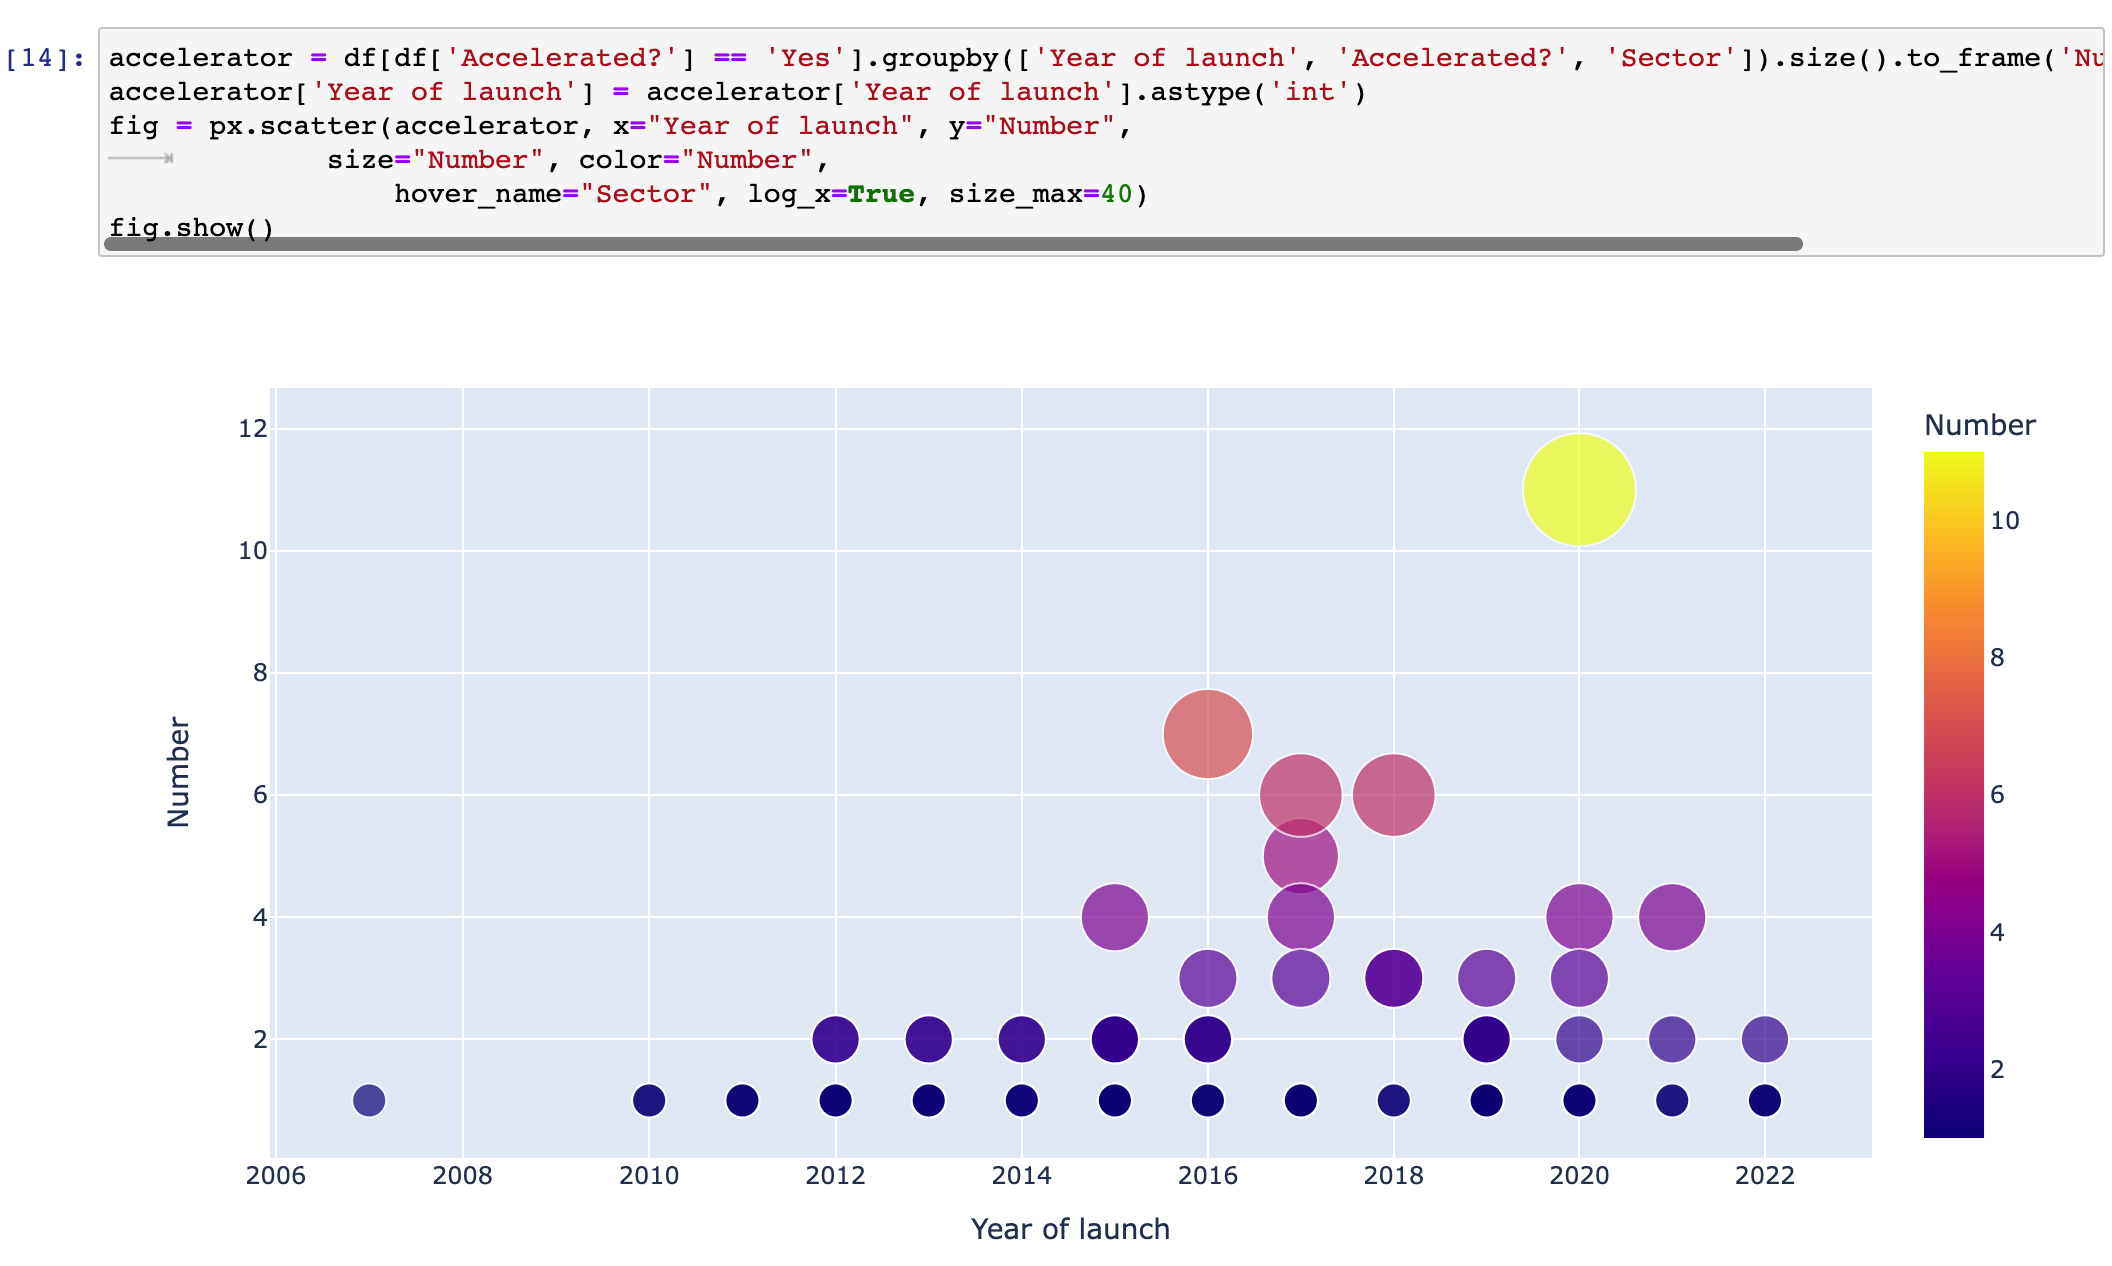 [14]: accelerator = df[df['Accelerated?'] == 'Yes'].groupby(['Year of launch', 'Accelerated?', 'Sector']).size().to_frame('Nu
accelerator['Year of launch'] = accelerator['Year of launch'].astype('int')
fig = px.scatter(accelerator, x="Year of launch", y="Number",
size="Number", color="Number",
hover_name="Sector", log_x=True, size_max=40)
fig.show()
Number
12
10
8
6
4
2
Number
10
8
6
4
2
2006 2008 2010 2012 2014 2016 2018 2020 2022
Year of launch